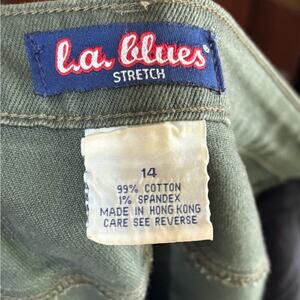 l.a. blues®
STRETCH
14
99% COTTON
1% SPANDEX
MADE IN HONG KONG
CARE SEE REVERSE